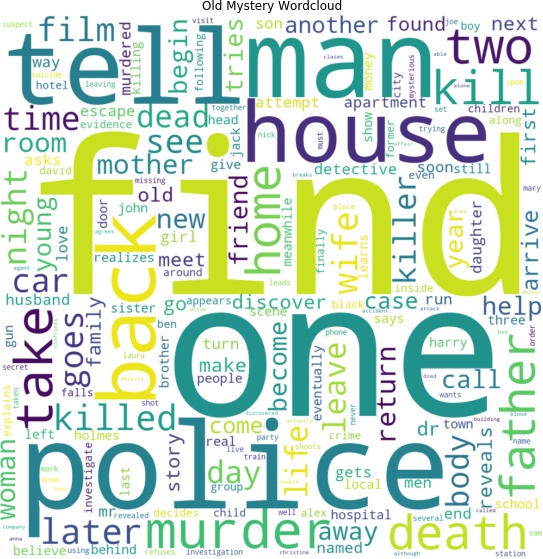 Old Mystery Wordcloud
suspect film begin tries son another found joe visit boy next
way murdered killing following tell man money city mysterious claims able two
hotel suicide leaving together kill upon
time escape dead head apartment set alone children
evidence attempt house show former must along
room see jack nick trying affair first
asks give detective soon still
david mother friend home even
night missing old find mary
young love door john new meanwhile finally wife place learns killer year daughter arrive
girl realizes meet around back inside
car agrees leads
husband sister go appears discover black case run help
goes family scene accident attack says three
gun ben one phone order
take turn become leave harry father
secret falls laura brother make eventually return died call
shot people wants
explains killed discovered dr town building blood
taken left holmes come actually never body name
woman investigate story real party life crime reveals
work last live train shoots gets men school
police day group local
mr revealed decides child well alex hospital end several called sam
later murder away death
company anna believe using behind refuses investigation christine named although station